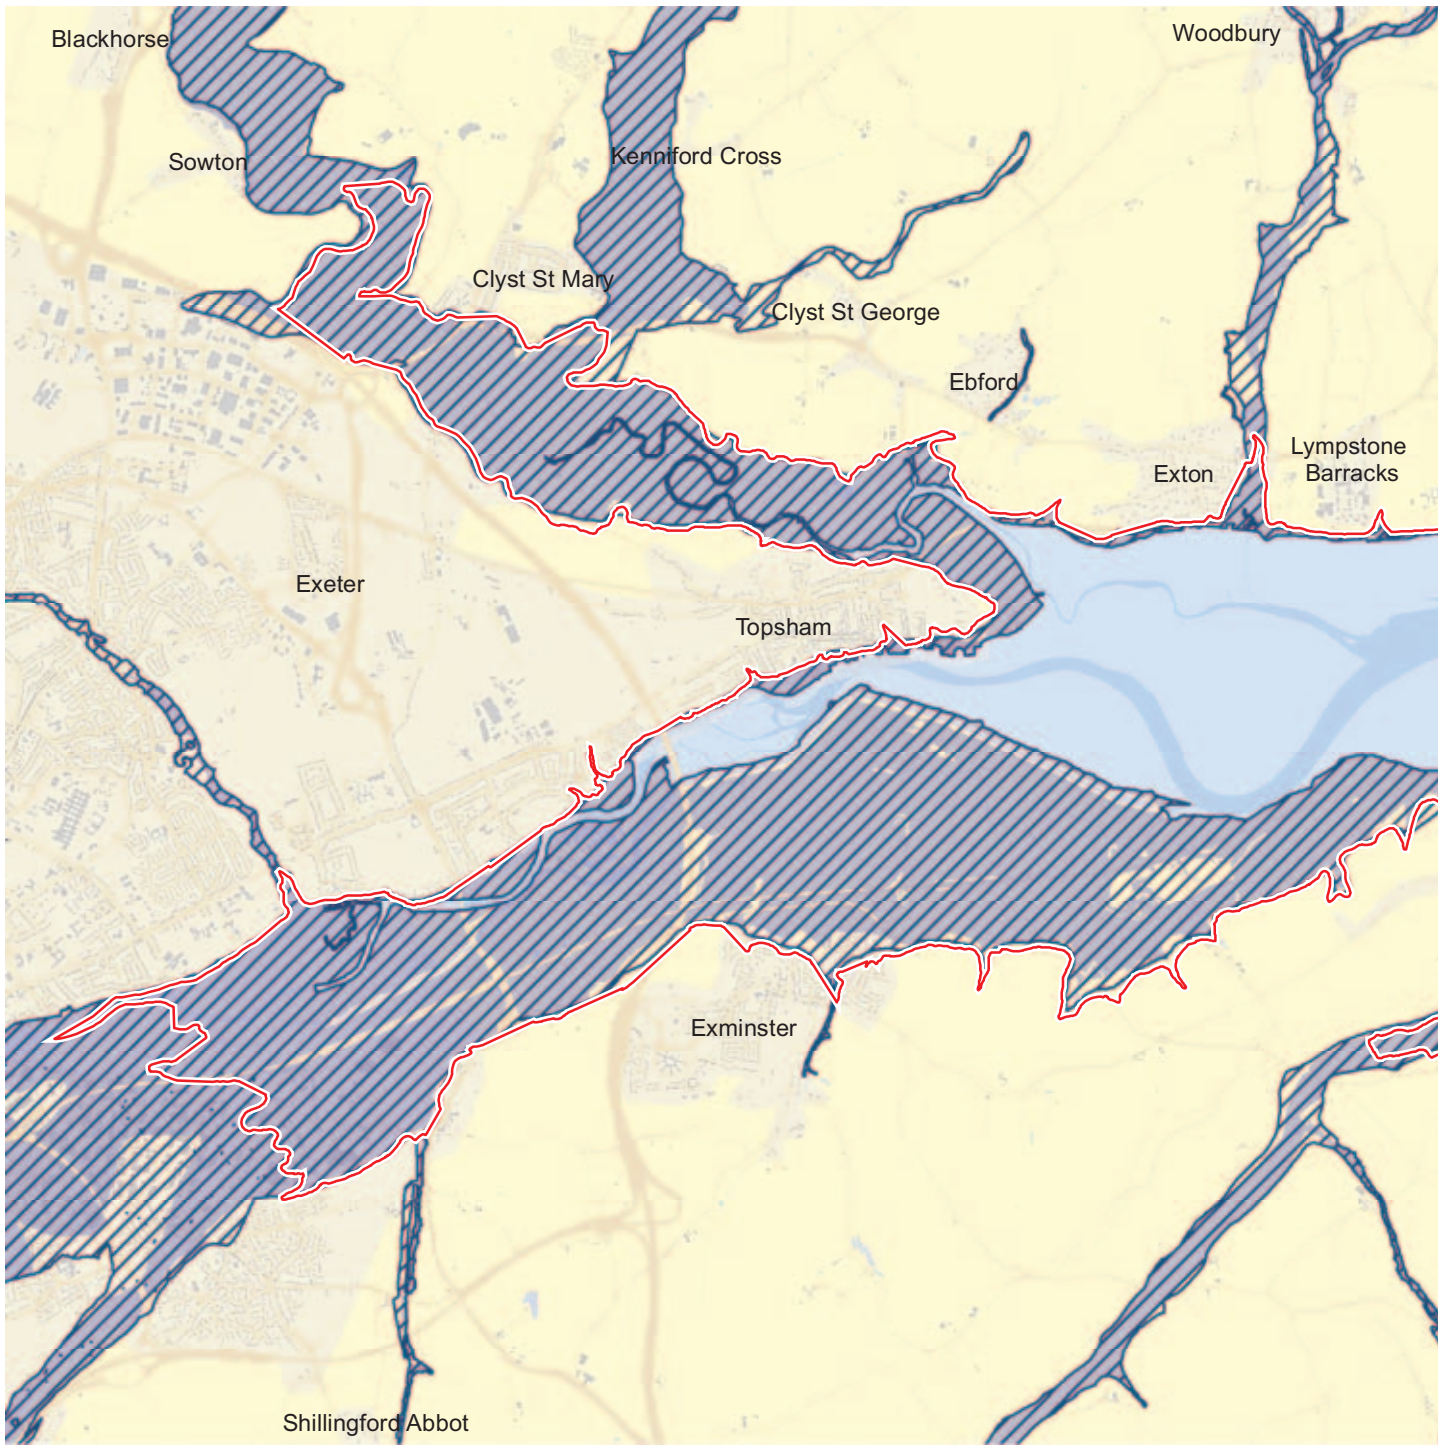 Blackhorse
Woodbury
Sowton
Kenniford Cross
Clyst St Mary
Clyst St George
Ebford
Exton
Lympstone
Barracks
Exeter
Topsham
Exminster
Shillingford Abbot